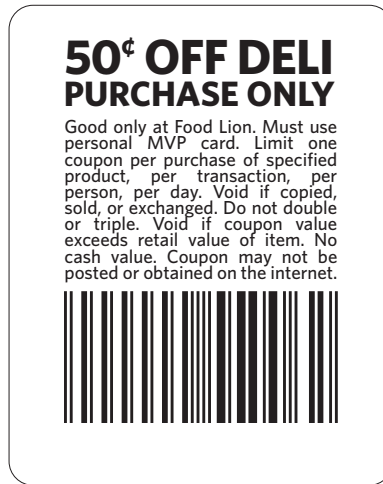 50¢ OFF DELI
PURCHASE ONLY
Good only at Food Lion. Must use
personal MVP card. Limit one
coupon per purchase of specified
product, per transaction, per
person, per day. Void if copied,
sold, or exchanged. Do not double
or triple. Void if coupon value
exceeds retail value of item. No
cash value. Coupon may not be
posted or obtained on the internet.